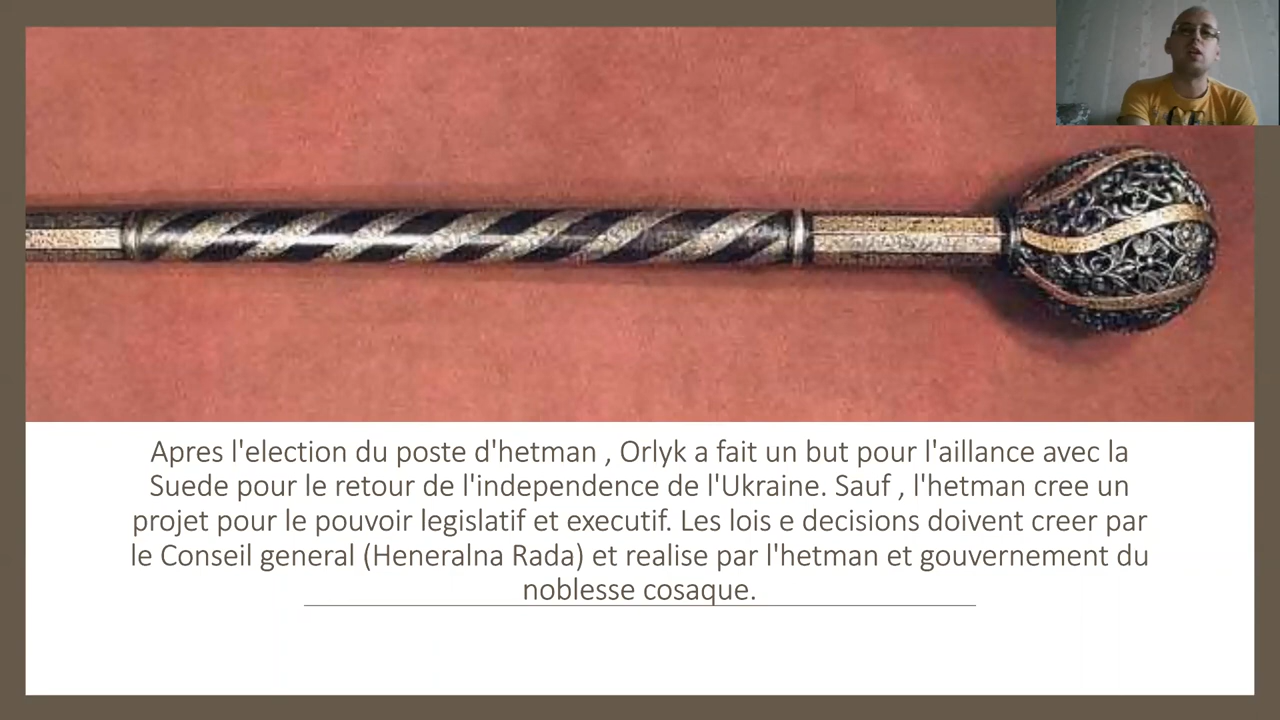 Apres l'election du poste d'hetman , Orlyk a fait un but pour l'aillance avec la
Suede pour le retour de l'independence de l'Ukraine. Sauf , l'hetman cree un
projet pour le pouvoir legislatif et executif. Les lois e decisions doivent creer par
le Conseil general (Heneralna Rada) et realise par l'hetman et gouvernement du
noblesse cosaque.